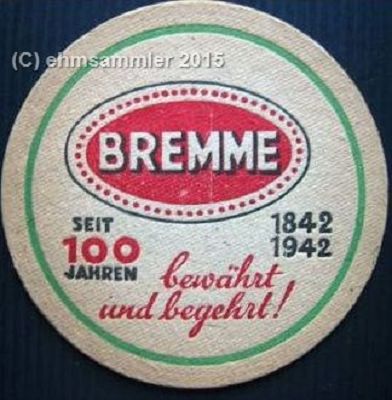 (C) ehmsammler 2015
BREMME
SEIT
100
JAHREN
1842
1942
bewährt
und begehrt!